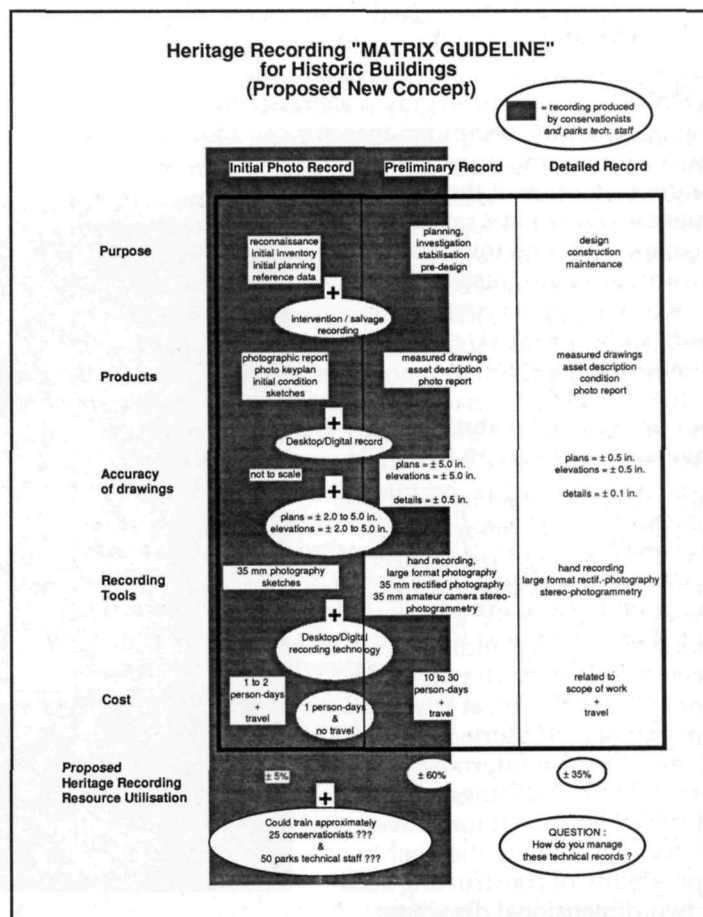 Heritage Recording "MATRIX GUIDELINE"
for Historic Buildings
(Proposed New Concept)
= recording produced
by conservationists
and parks tech. staff
Initial Photo Record
Preliminary Record
Detailed Record
Purpose
reconnaissance
initial inventory
initial planning
reference data
+
intervention / salvage
recording
planning,
investigation
stabilisation
pre-design
design
construction
maintenance
Products
photographic report
photo keyplan
initial condition
sketches
+
Desktop/Digital record
measured drawings
asset description
photo report
measured drawings
asset description
condition
photo report
Accuracy
of drawings
not to scale
+
plans = ± 2.0 to 5.0 in.
elevations = ± 2.0 to 5.0 in.
plans = ± 5.0 in.
elevations = ± 5.0 in.
details = ± 0.5 in.
plans = ± 0.5 in.
elevations = ± 0.5 in.
details = ± 0.1 in.
Recording
Tools
35 mm photography
sketches
+
Desktop/Digital
recording technology
hand recording,
large format photography
35 mm rectified photography
35 mm amateur camera stereo-
photogrammetry
hand recording
large format rectif.-photography
stereo-photogrammetry
Cost
1 to 2
person-days
+
travel
1 person-days
&
no travel
10 to 30
person-days
+
travel
related to
scope of work
+
travel
Proposed
Heritage Recording
Resource Utilisation
± 5%
+
± 60%
± 35%
Could train approximately
25 conservationists ???
&
50 parks technical staff ???
QUESTION :
How do you manage
these technical records ?